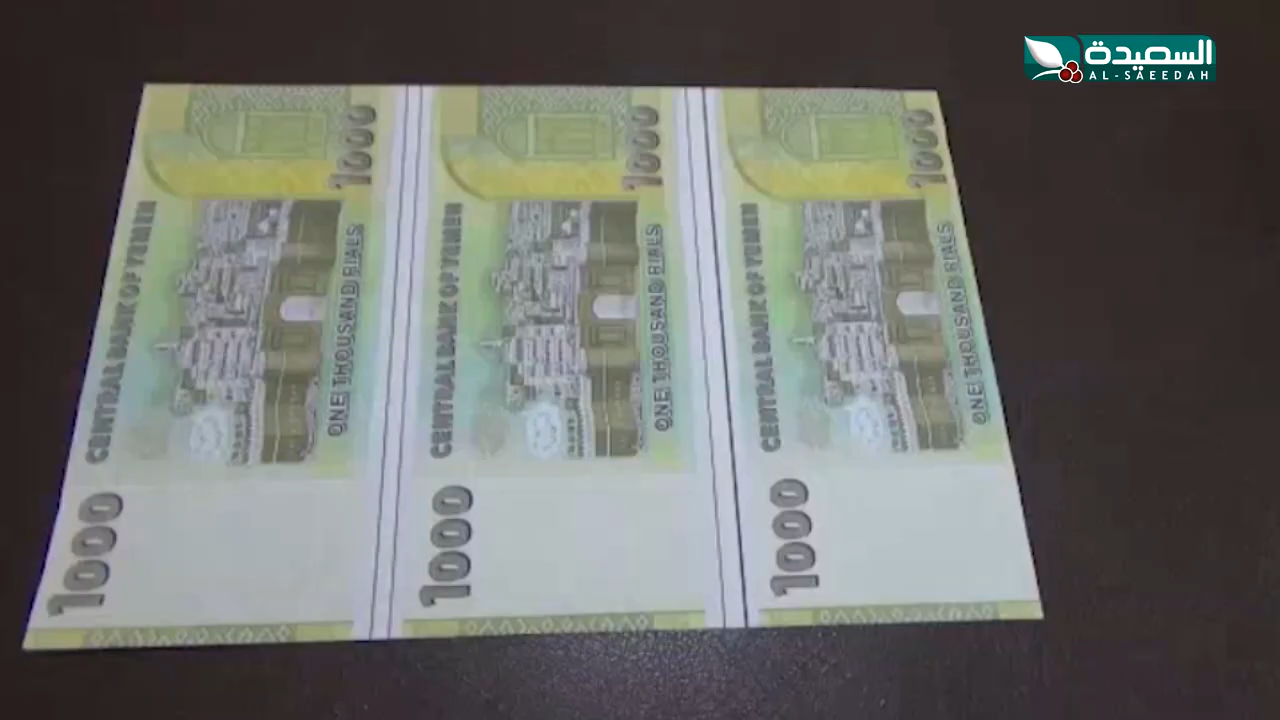 السعيدة
AL-SAEEDAH
1000
CENTRAL BANK OF YEMEN
ONE THOUSAND RIALS
1000
1000
CENTRAL BANK OF YEMEN
ONE THOUSAND RIALS
1000
1000
CENTRAL BANK OF YEMEN
ONE THOUSAND RIALS
1000